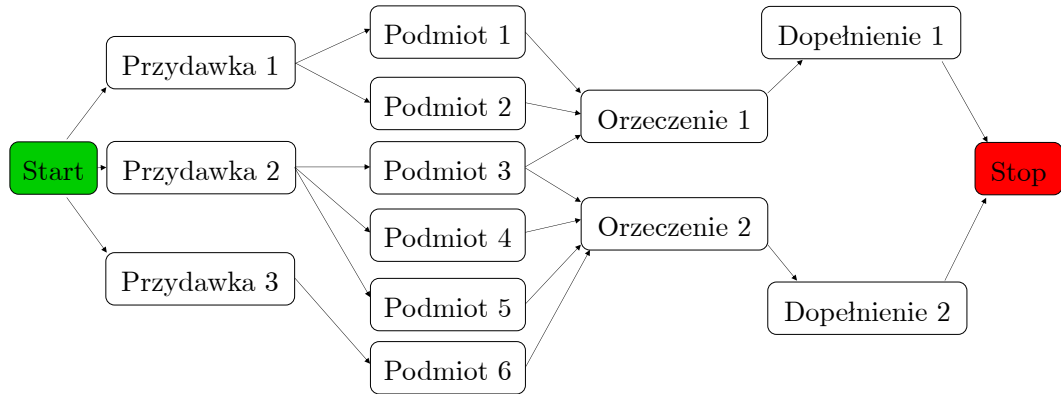 Start
Przydawka 1
Przydawka 2
Przydawka 3
Podmiot 1
Podmiot 2
Podmiot 3
Podmiot 4
Podmiot 5
Podmiot 6
Orzeczenie 1
Orzeczenie 2
Dopełnienie 1
Dopełnienie 2
Stop